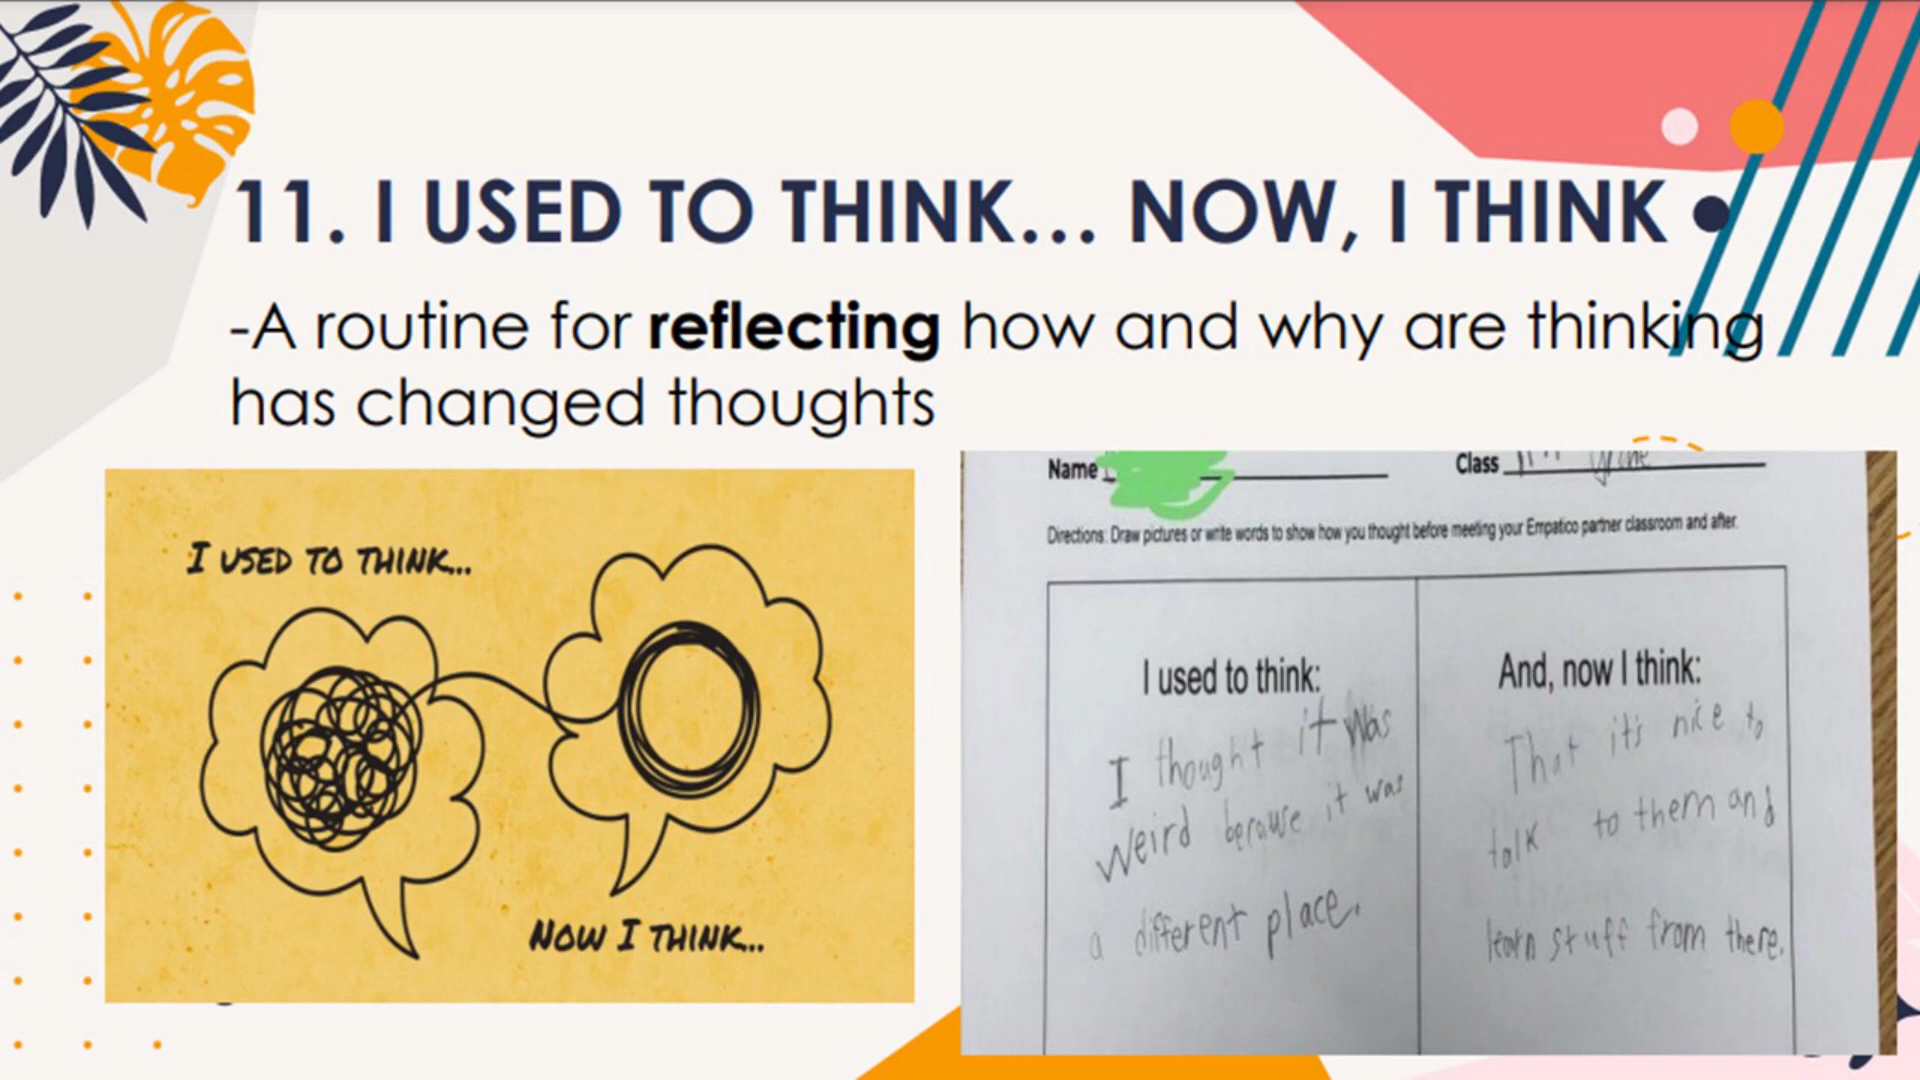 11. I USED TO THINK... NOW, I THINK •
-A routine for reflecting how and why are thinking
has changed thoughts
I USED TO THINK...
NOW I THINK...
Name Class
Directions: Draw pictures or write words to show how you thought before meeting your Empatico partner classroom and after.
I used to think:
I thought it was
weird because it was
a different place.
And, now I think:
That it's nice to
talk to them and
learn stuff from there.